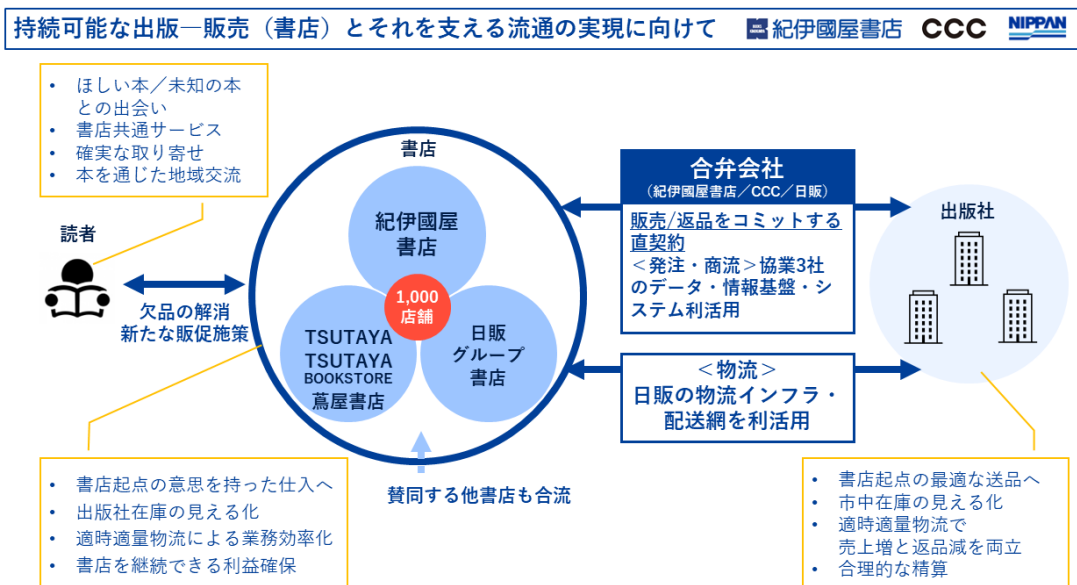 持続可能な出版―販売（書店）とそれを支える流通の実現に向けて
BOOKS KINOKUNIYA 紀伊國屋書店 CCC NIPPAN
• ほしい本／未知の本
との出会い
• 書店共通サービス
• 確実な取り寄せ
• 本を通じた地域交流
読者
欠品の解消
新たな販促施策
書店
紀伊國屋
書店
1,000
店舗
TSUTAYA
TSUTAYA
BOOKSTORE
蔦屋書店
日販
グループ
書店
賛同する他書店も合流
合弁会社
（紀伊國屋書店／CCC／日販）
販売/返品をコミットする
直契約
＜発注・商流＞協業3社
のデータ・情報基盤・シ
ステム利活用
＜物流＞
日販の物流インフラ・
配送網を利活用
出版社
• 書店起点の意思を持った仕入へ
• 出版社在庫の見える化
• 適時適量物流による業務効率化
• 書店を継続できる利益確保
• 書店起点の最適な送品へ
• 市中在庫の見える化
• 適時適量物流で
売上増と返品減を両立
• 合理的な精算